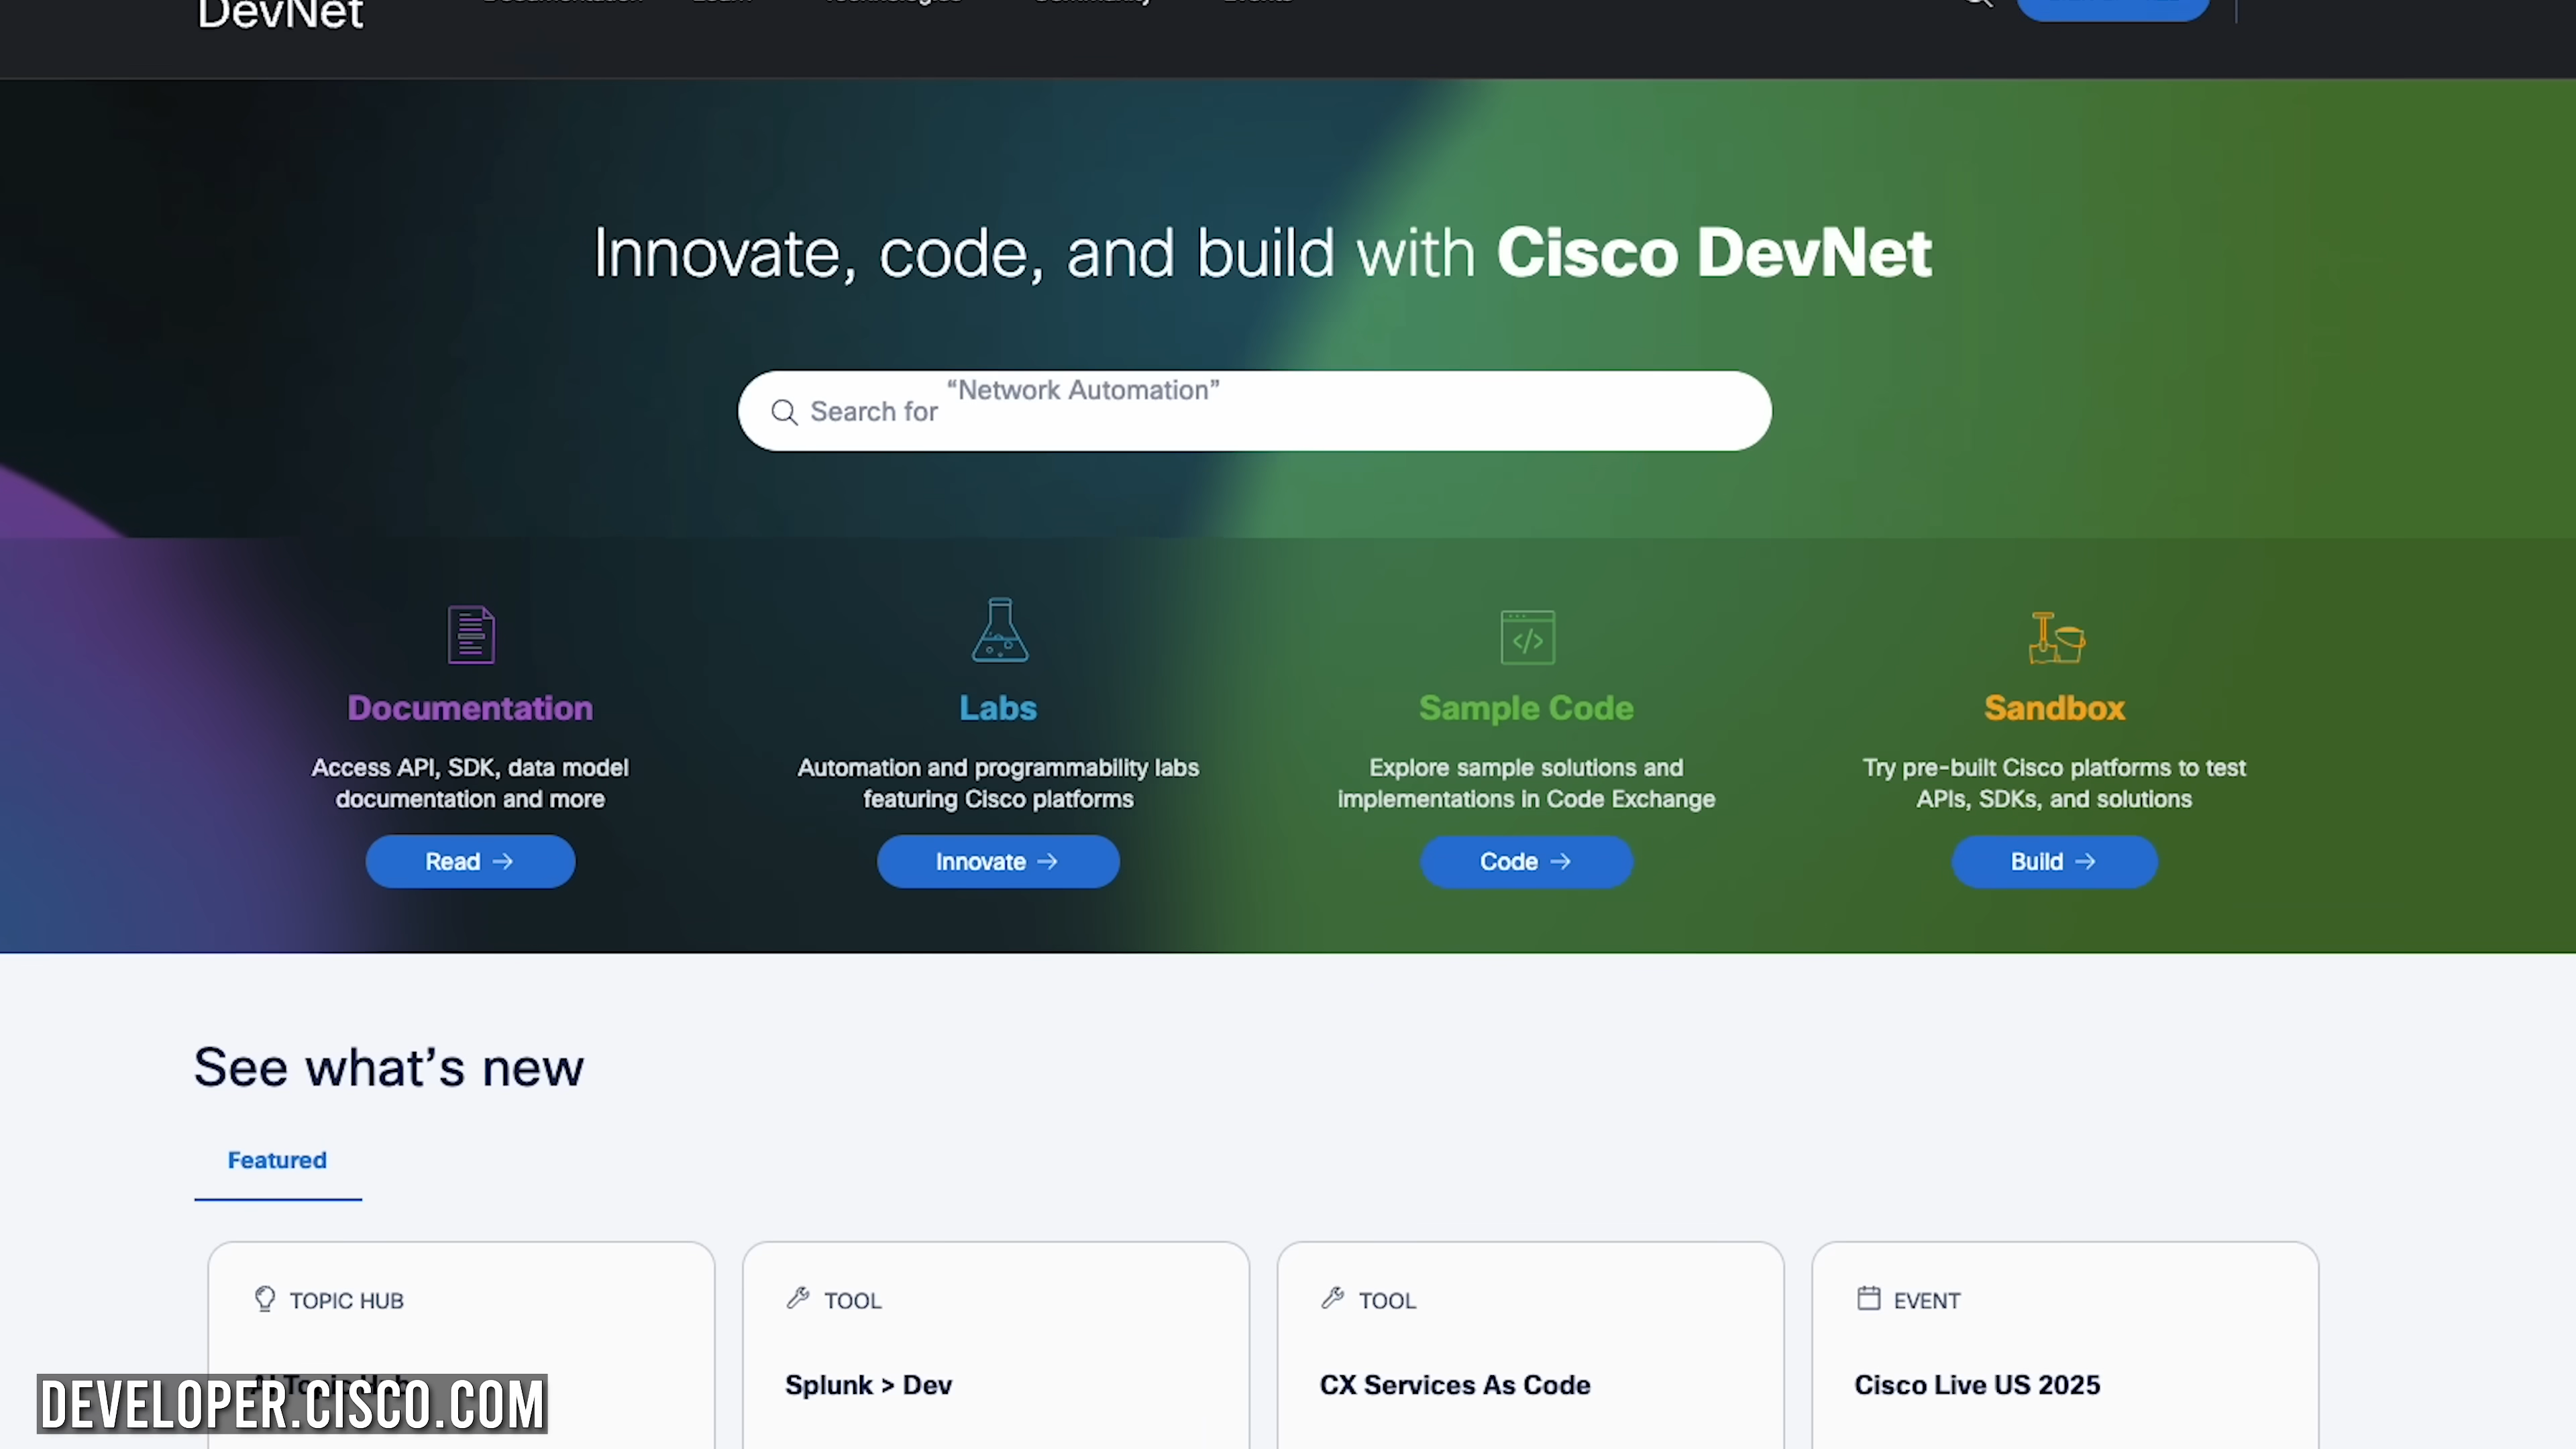 DevNet
Innovate, code, and build with Cisco DevNet
Search for "Network Automation"
Documentation
Labs
Sample Code
Sandbox
Access API, SDK, data model
documentation and more
Automation and programmability labs
featuring Cisco platforms
Explore sample solutions and
implementations in Code Exchange
Try pre-built Cisco platforms to test
APIs, SDKs, and solutions
Read →
Innovate →
Code →
Build →
See what's new
Featured
TOPIC HUB
TOOL
TOOL
EVENT
AI Topic Hub
Splunk > Dev
CX Services As Code
Cisco Live US 2025
DEVELOPER.CISCO.COM